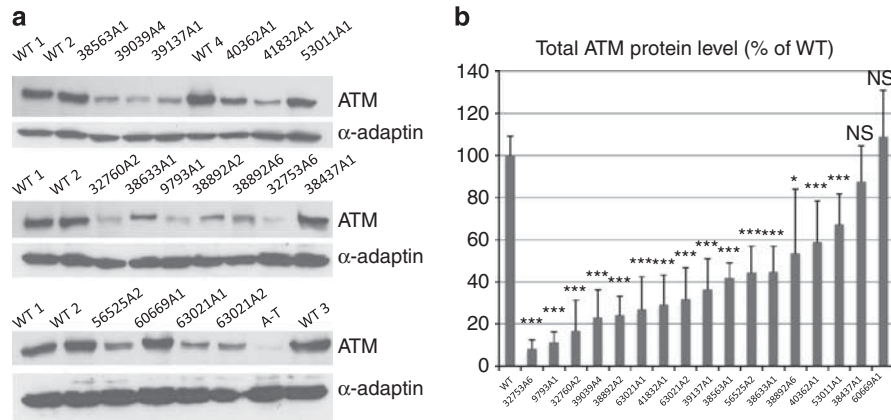 a
WT 1 WT 2 38563A1 39039A4 39137A1 WT 4 40362A1 41832A1 53011A1
ATM
α-adaptin
WT 1 WT 2 32760A2 38633A1 9793A1 38892A2 38892A6 32753A6 38437A1
ATM
α-adaptin
WT 1 WT 2 56525A2 60669A1 63021A1 63021A2 A-T WT 3
ATM
α-adaptin
b
Total ATM protein level (% of WT)
140
120
100
80
60
40
20
0
*** *** *** *** *** *** *** *** *** *** *** *** * *** *** NS NS
WT 32753A6 9793A1 32760A2 39039A4 38892A2 63021A1 41832A1 63021A2 39137A1 38563A1 56525A2 38633A1 38892A6 40362A1 53011A1 38437A1 60669A1